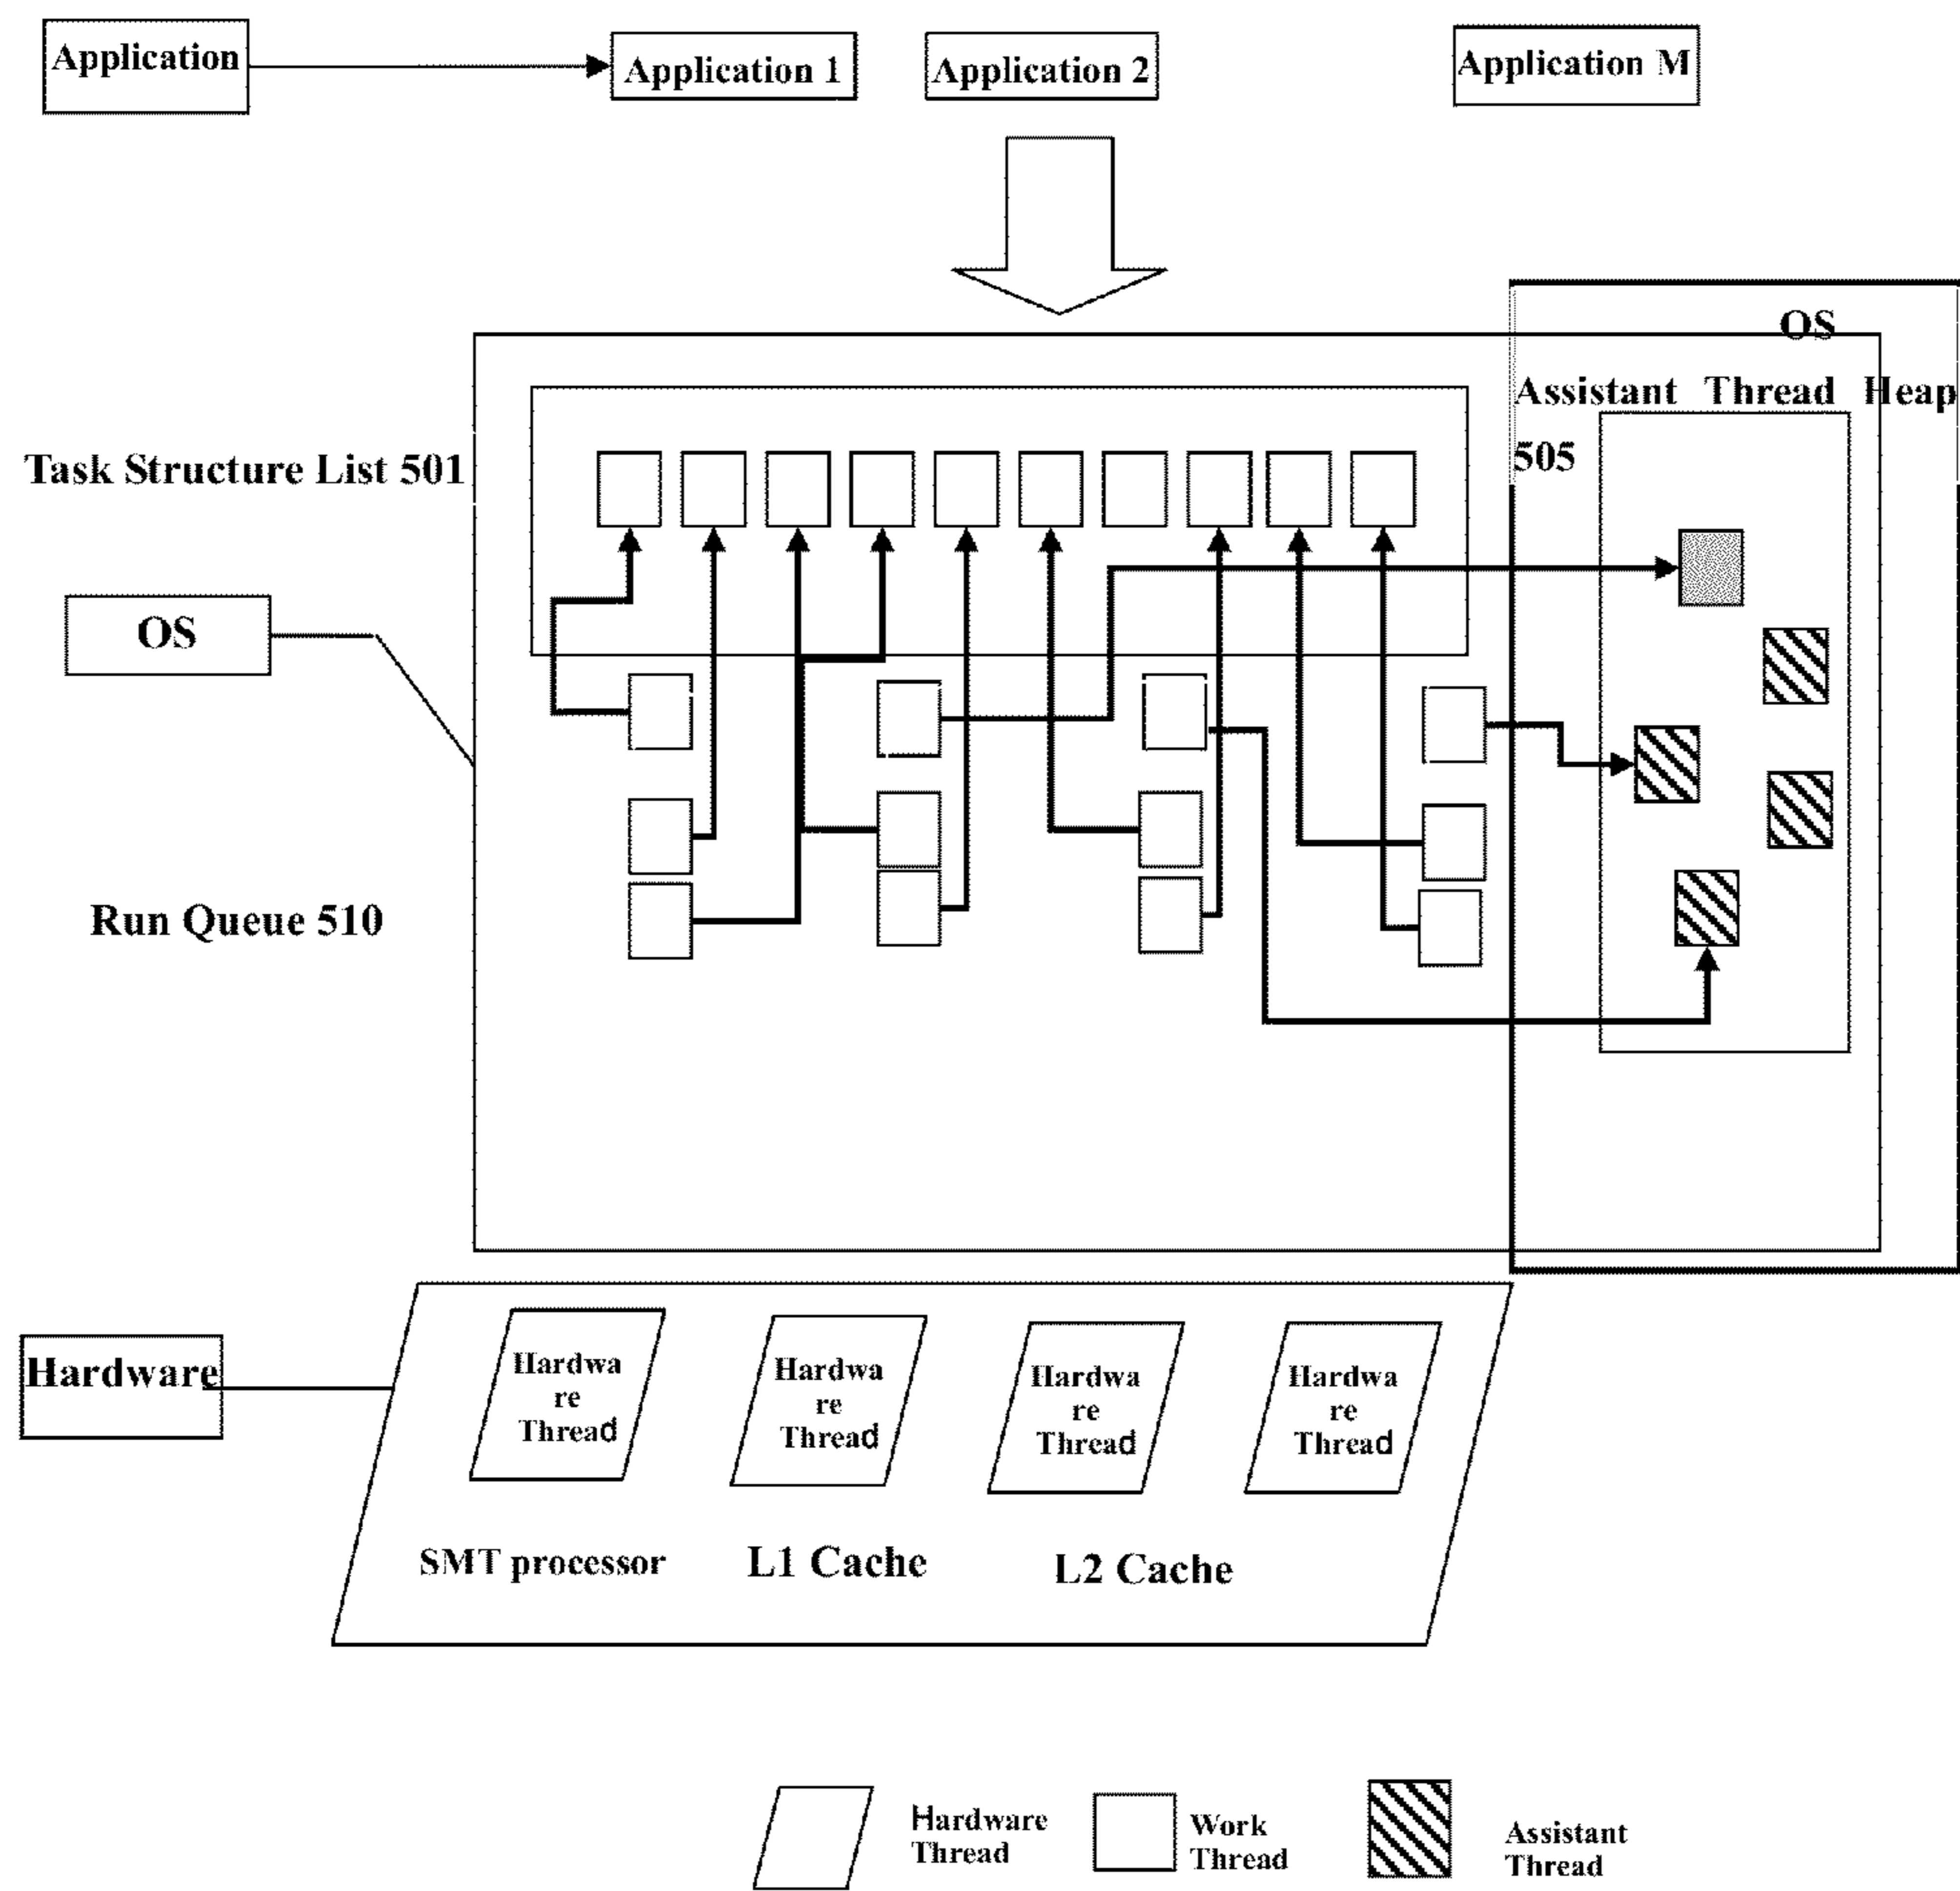 Application
Application 1
Application 2
Application M
OS
Assistant Thread Heap
505
Task Structure List 501
OS
Run Queue 510
Hardware
Hardwa
re
Thread
Hardwa
re
Thread
Hardwa
re
Thread
Hardwa
re
Thread
SMT processor
L1 Cache
L2 Cache
Hardware
Thread
Work
Thread
Assistant
Thread